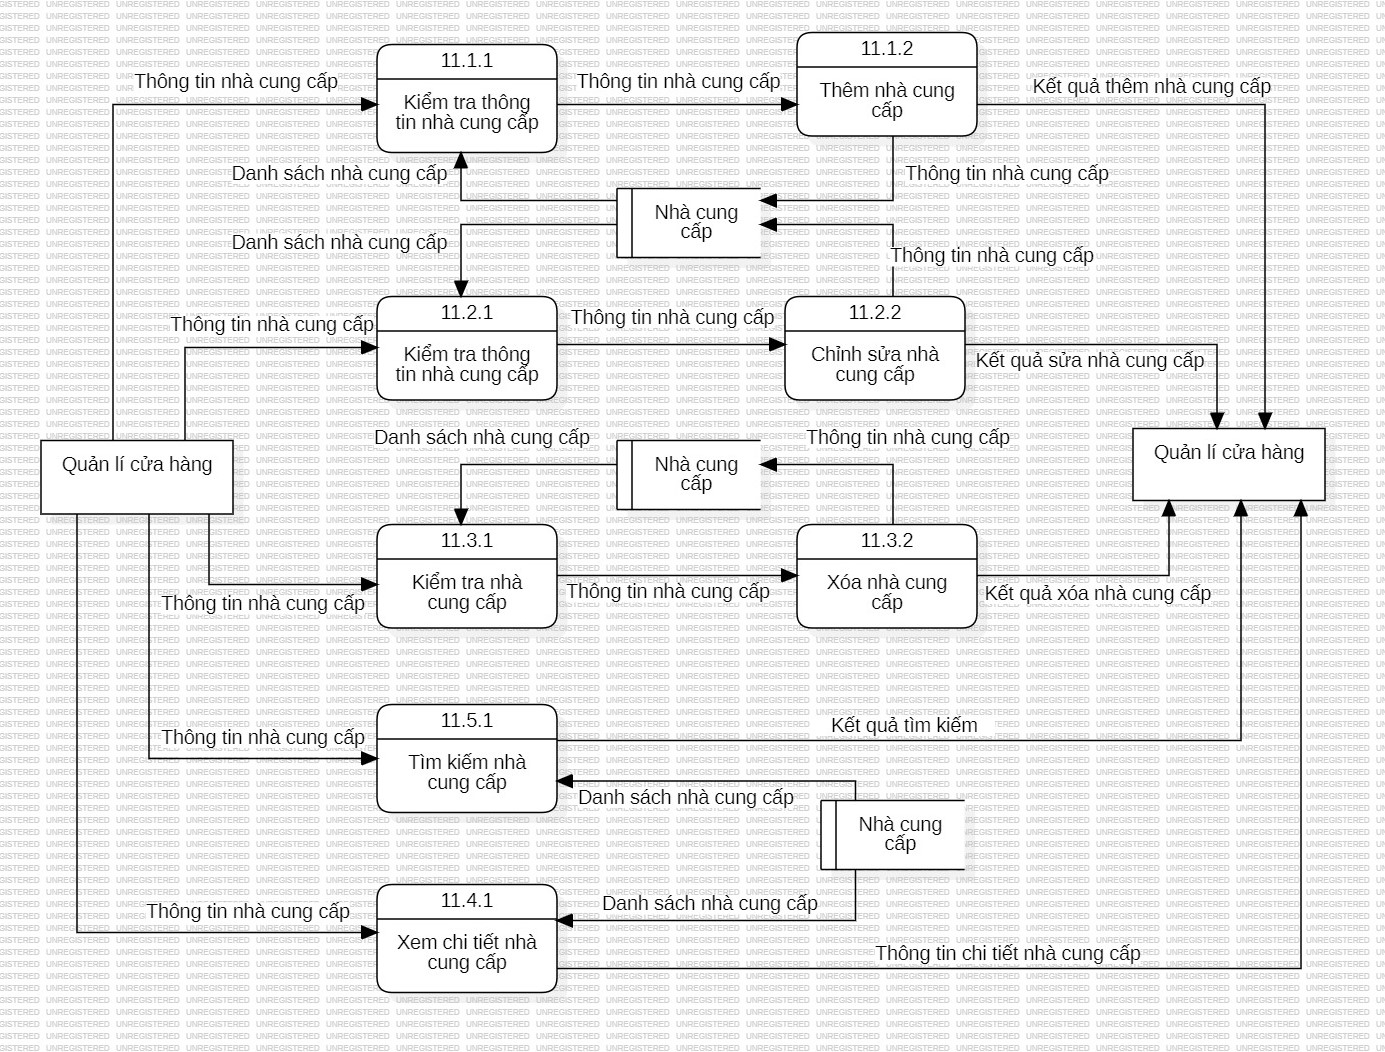 11.1.1
Kiểm tra thông
tin nhà cung cấp
11.1.2
Thêm nhà cung
cấp
Thông tin nhà cung cấp
Thông tin nhà cung cấp
Kết quả thêm nhà cung cấp
Danh sách nhà cung cấp
Thông tin nhà cung cấp
Nhà cung
cấp
Danh sách nhà cung cấp
Thông tin nhà cung cấp
11.2.1
Kiểm tra thông
tin nhà cung cấp
11.2.2
Chỉnh sửa nhà
cung cấp
Thông tin nhà cung cấp
Thông tin nhà cung cấp
Kết quả sửa nhà cung cấp
Quản lí cửa hàng
Quản lí cửa hàng
Danh sách nhà cung cấp
Nhà cung
cấp
Thông tin nhà cung cấp
11.3.1
Kiểm tra nhà
cung cấp
11.3.2
Xóa nhà cung
cấp
Thông tin nhà cung cấp
Thông tin nhà cung cấp
Kết quả xóa nhà cung cấp
11.5.1
Tìm kiếm nhà
cung cấp
Thông tin nhà cung cấp
Kết quả tìm kiếm
Danh sách nhà cung cấp
Nhà cung
cấp
11.4.1
Xem chi tiết nhà
cung cấp
Thông tin nhà cung cấp
Danh sách nhà cung cấp
Thông tin chi tiết nhà cung cấp
UNREGISTERED